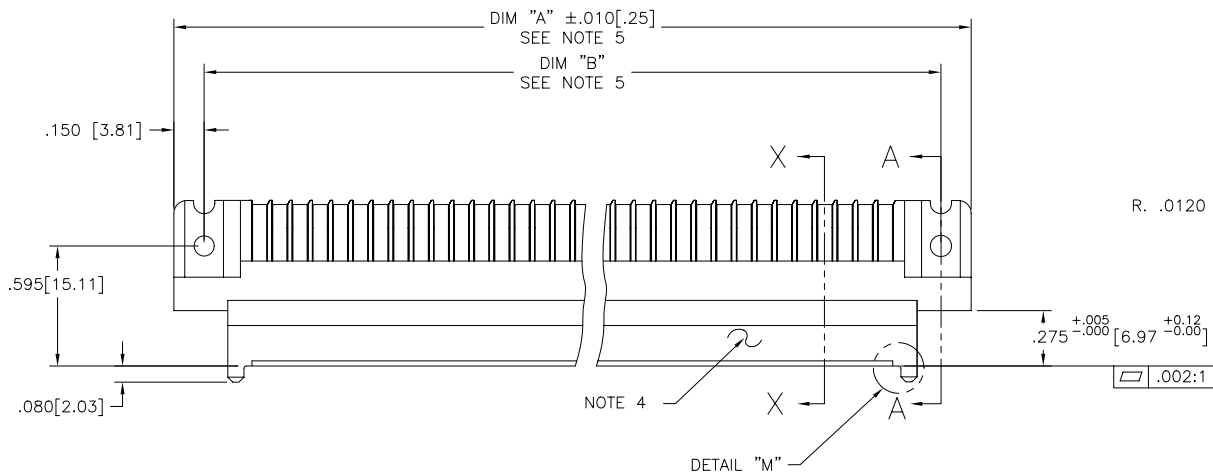 DIM "A" ±.010[.25]
SEE NOTE 5
DIM "B"
SEE NOTE 5
.150 [3.81]
X
A
R. .0120
.595[15.11]
.275 +.005 -.000 [6.97 +0.12 -0.00]
.002:1
.080[2.03]
NOTE 4
X
A
DETAIL "M"